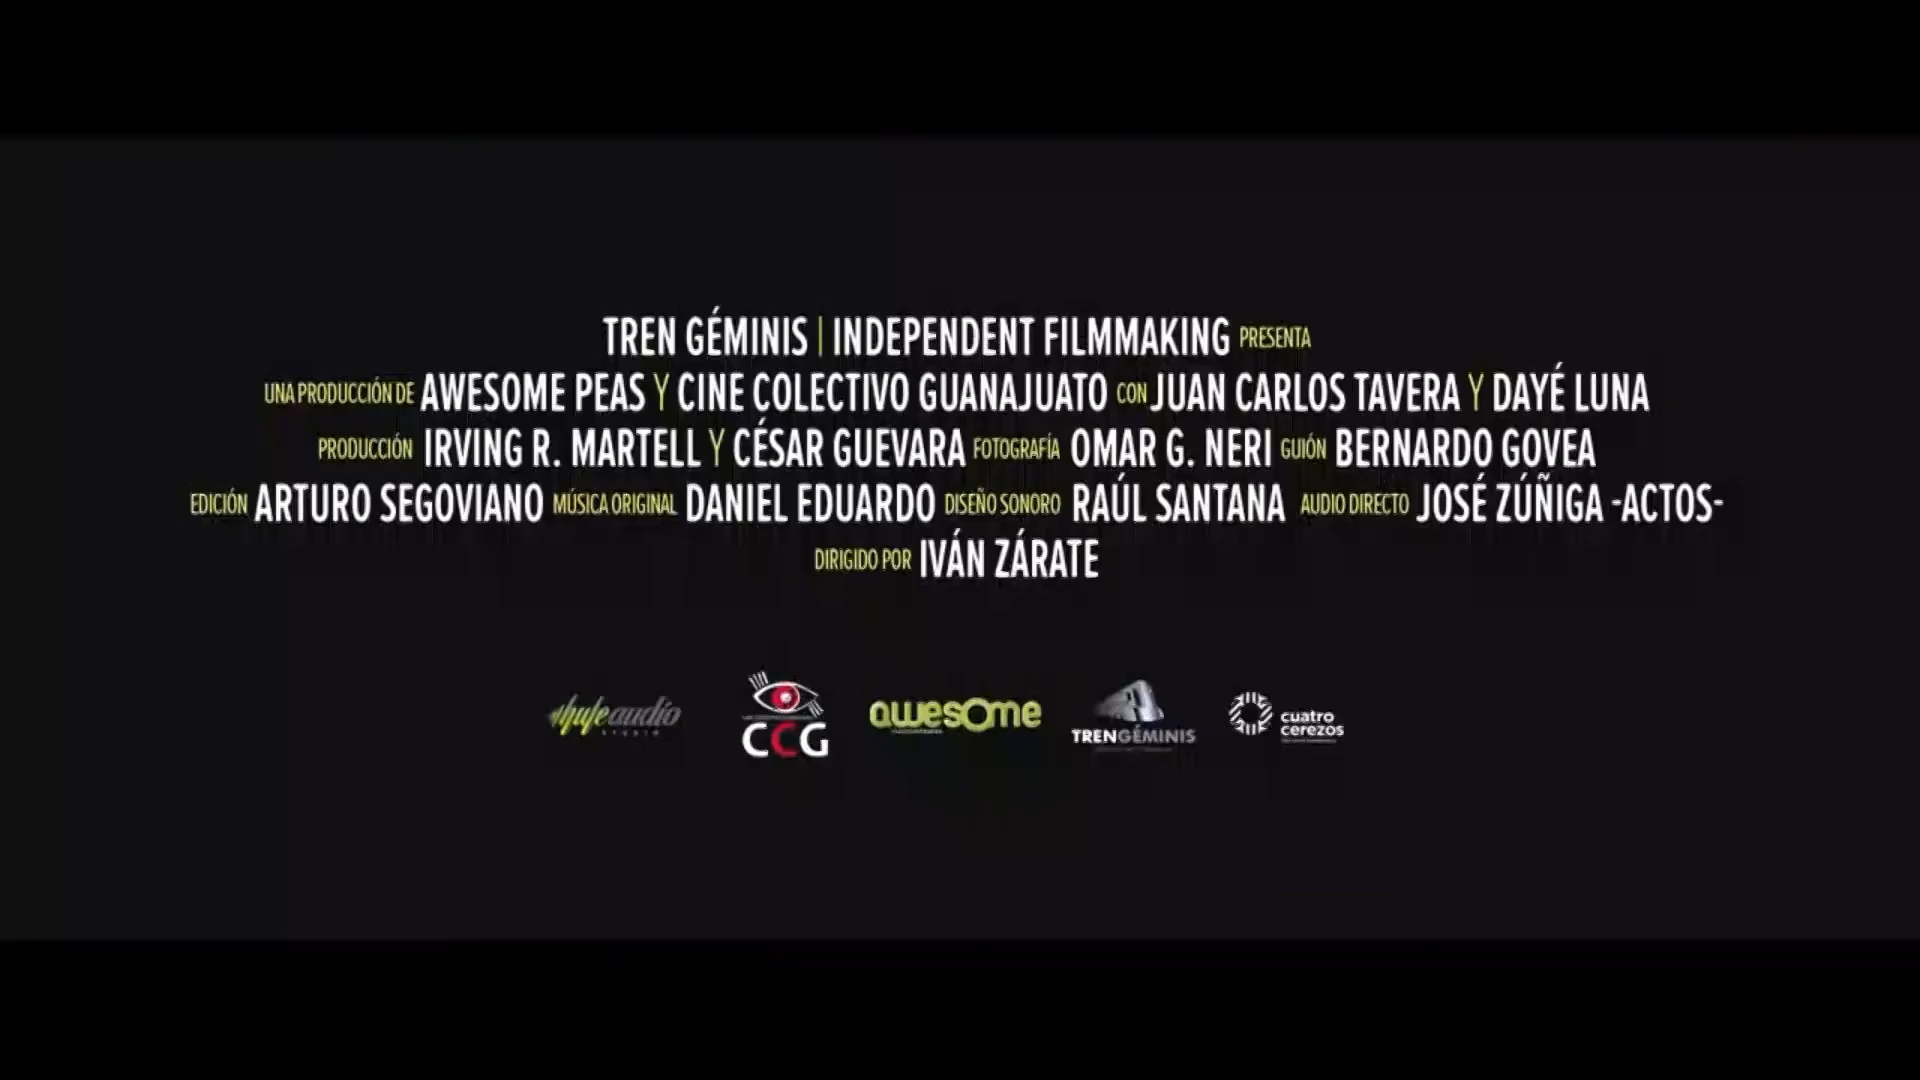 TREN GÉMINIS | INDEPENDENT FILMMAKING PRESENTA
UNA PRODUCCIÓN DE AWESOME PEAS Y CINE COLECTIVO GUANAJUATO CON JUAN CARLOS TAVERA Y DAYÉ LUNA
PRODUCCIÓN IRVING R. MARTELL Y CÉSAR GUEVARA FOTOGRAFÍA OMAR G. NERI GUIÓN BERNARDO GOVEA
EDICIÓN ARTURO SEGOVIANO MÚSICA ORIGINAL DANIEL EDUARDO DISEÑO SONORO RAÚL SANTANA AUDIO DIRECTO JOSÉ ZÚÑIGA -ACTOS-
DIRIGIDO POR IVÁN ZÁRATE
audio
STUDIO
CCG
awesome
TRENGÉMINIS
cuatro
cerezos